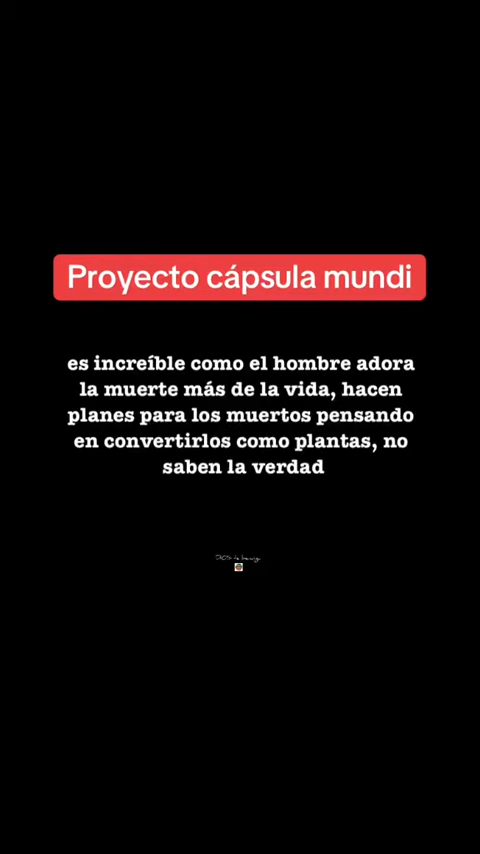 Proyecto cápsula mundi
es increíble como el hombre adora
la muerte más de la vida, hacen
planes para los muertos pensando
en convertirlos como plantas, no
saben la verdad